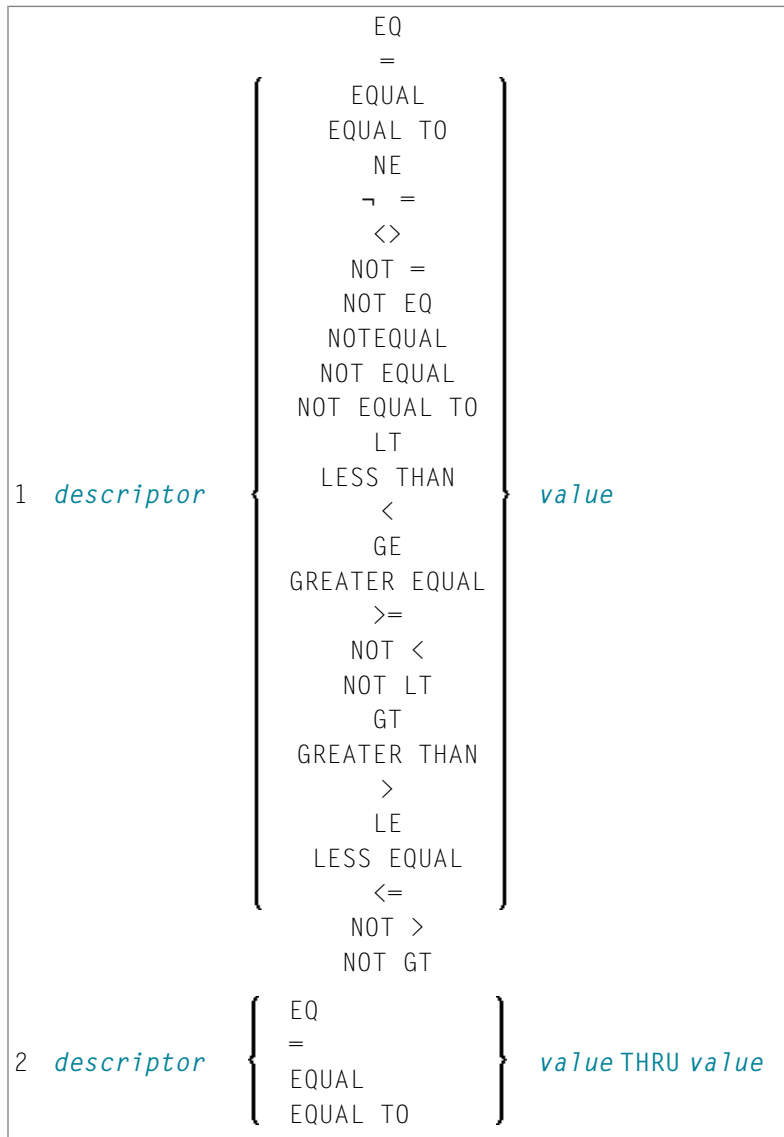 EQ
=
EQUAL
EQUAL TO
NE
¬ =
<>
NOT =
NOT EQ
NOTEQUAL
NOT EQUAL
NOT EQUAL TO
LT
LESS THAN
1 descriptor < value
GE
GREATER EQUAL
>=
NOT <
NOT LT
GT
GREATER THAN
>
LE
LESS EQUAL
<=
NOT >
NOT GT
EQ
=
2 descriptor value THRU value
EQUAL
EQUAL TO